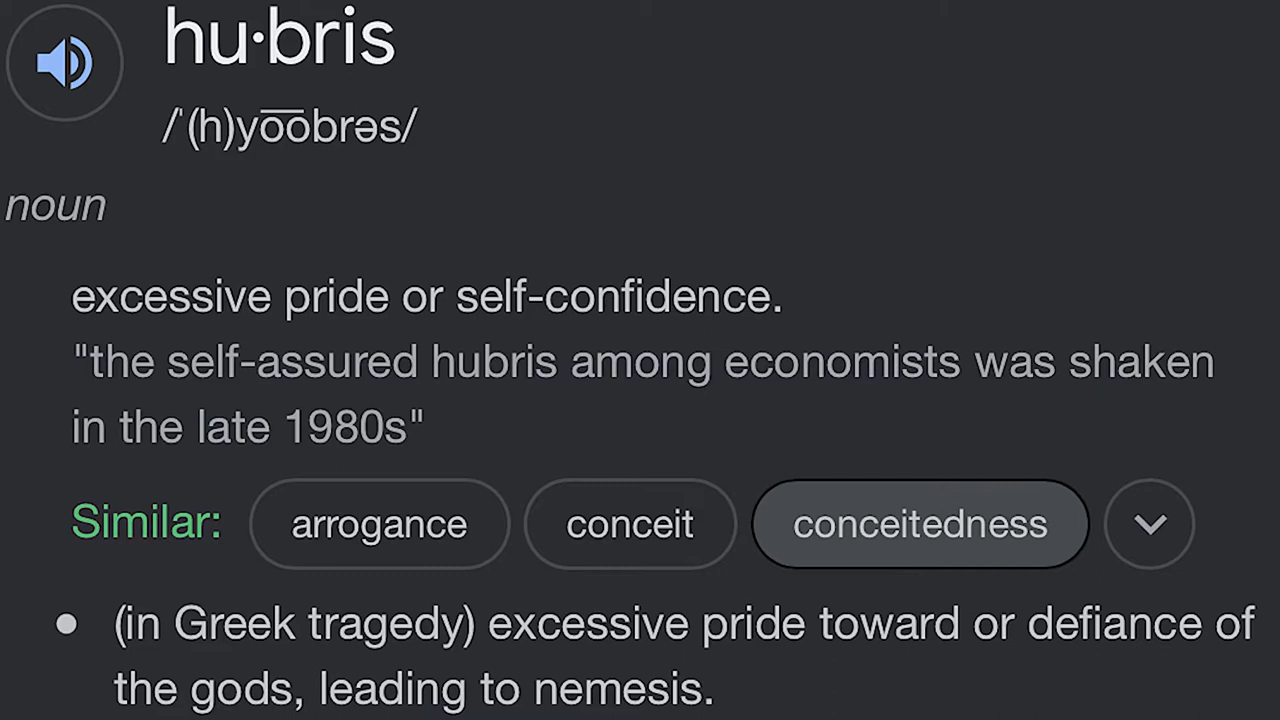 hu·bris
/ˈ(h)yo͞obrəs/
noun
excessive pride or self-confidence.
"the self-assured hubris among economists was shaken
in the late 1980s"
Similar: arrogance conceit conceitedness
(in Greek tragedy) excessive pride toward or defiance of
the gods, leading to nemesis.